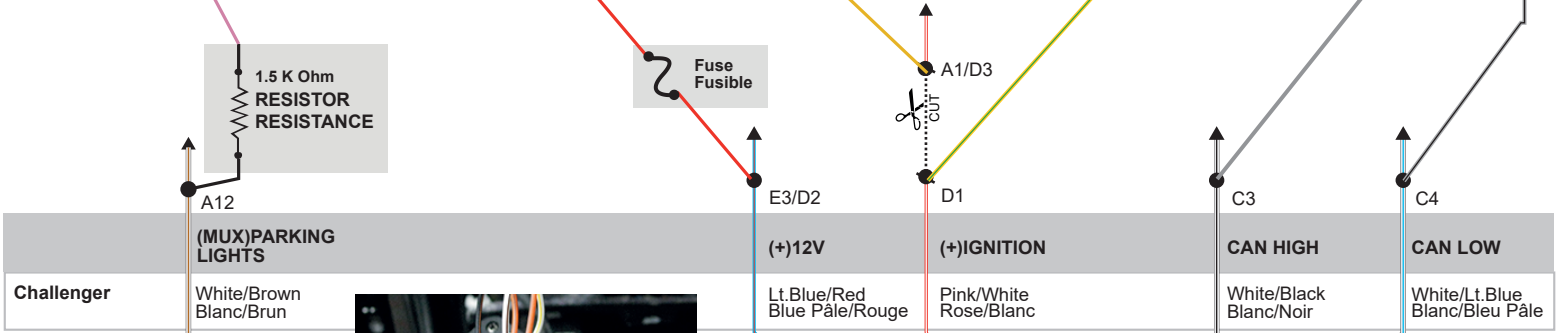 1.5 K Ohm
RESISTOR
RESISTANCE
Fuse
Fusible
A1/D3
CUT
A12
E3/D2
D1
C3
C4
(MUX)PARKING
LIGHTS
(+)12V
(+)IGNITION
CAN HIGH
CAN LOW
Challenger
White/Brown
Blanc/Brun
Lt.Blue/Red
Blue Pâle/Rouge
Pink/White
Rose/Blanc
White/Black
Blanc/Noir
White/Lt.Blue
Blanc/Bleu Pâle